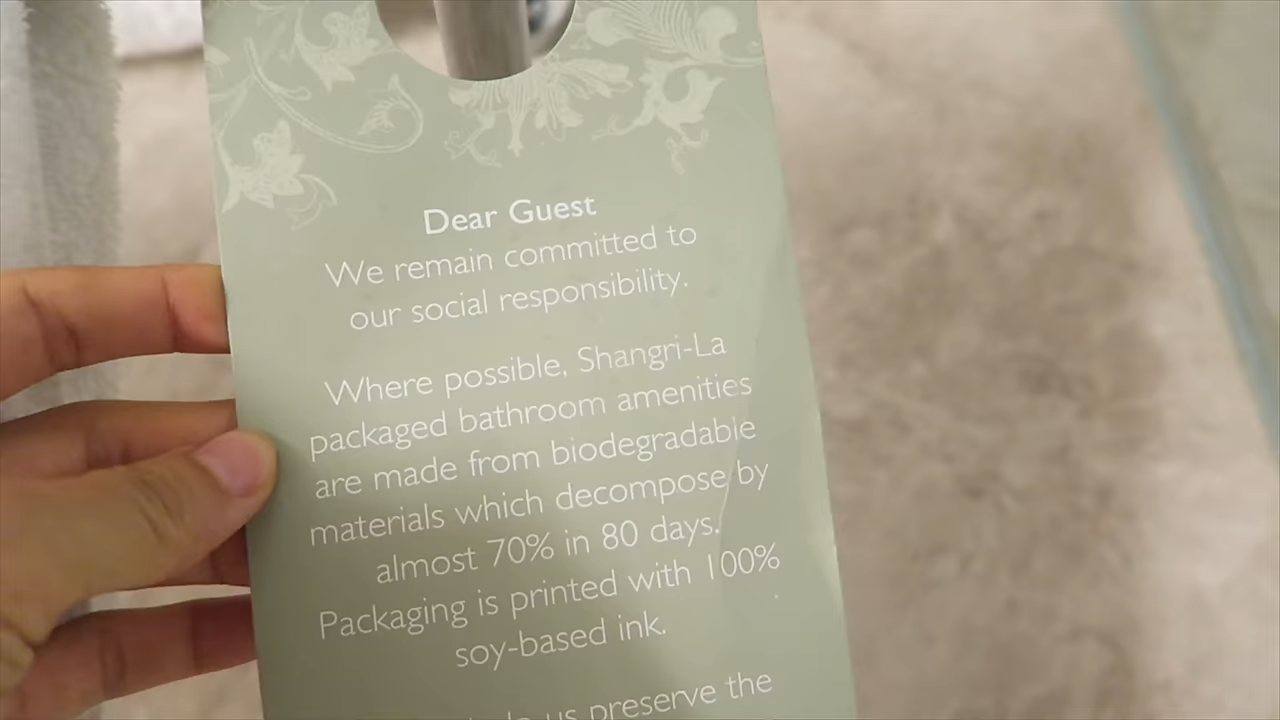 Dear Guest
We remain committed to
our social responsibility.
Where possible, Shangri-La
packaged bathroom amenities
are made from biodegradable
materials which decompose by
almost 70% in 80 days.
Packaging is printed with 100%
soy-based ink.
us preserve the